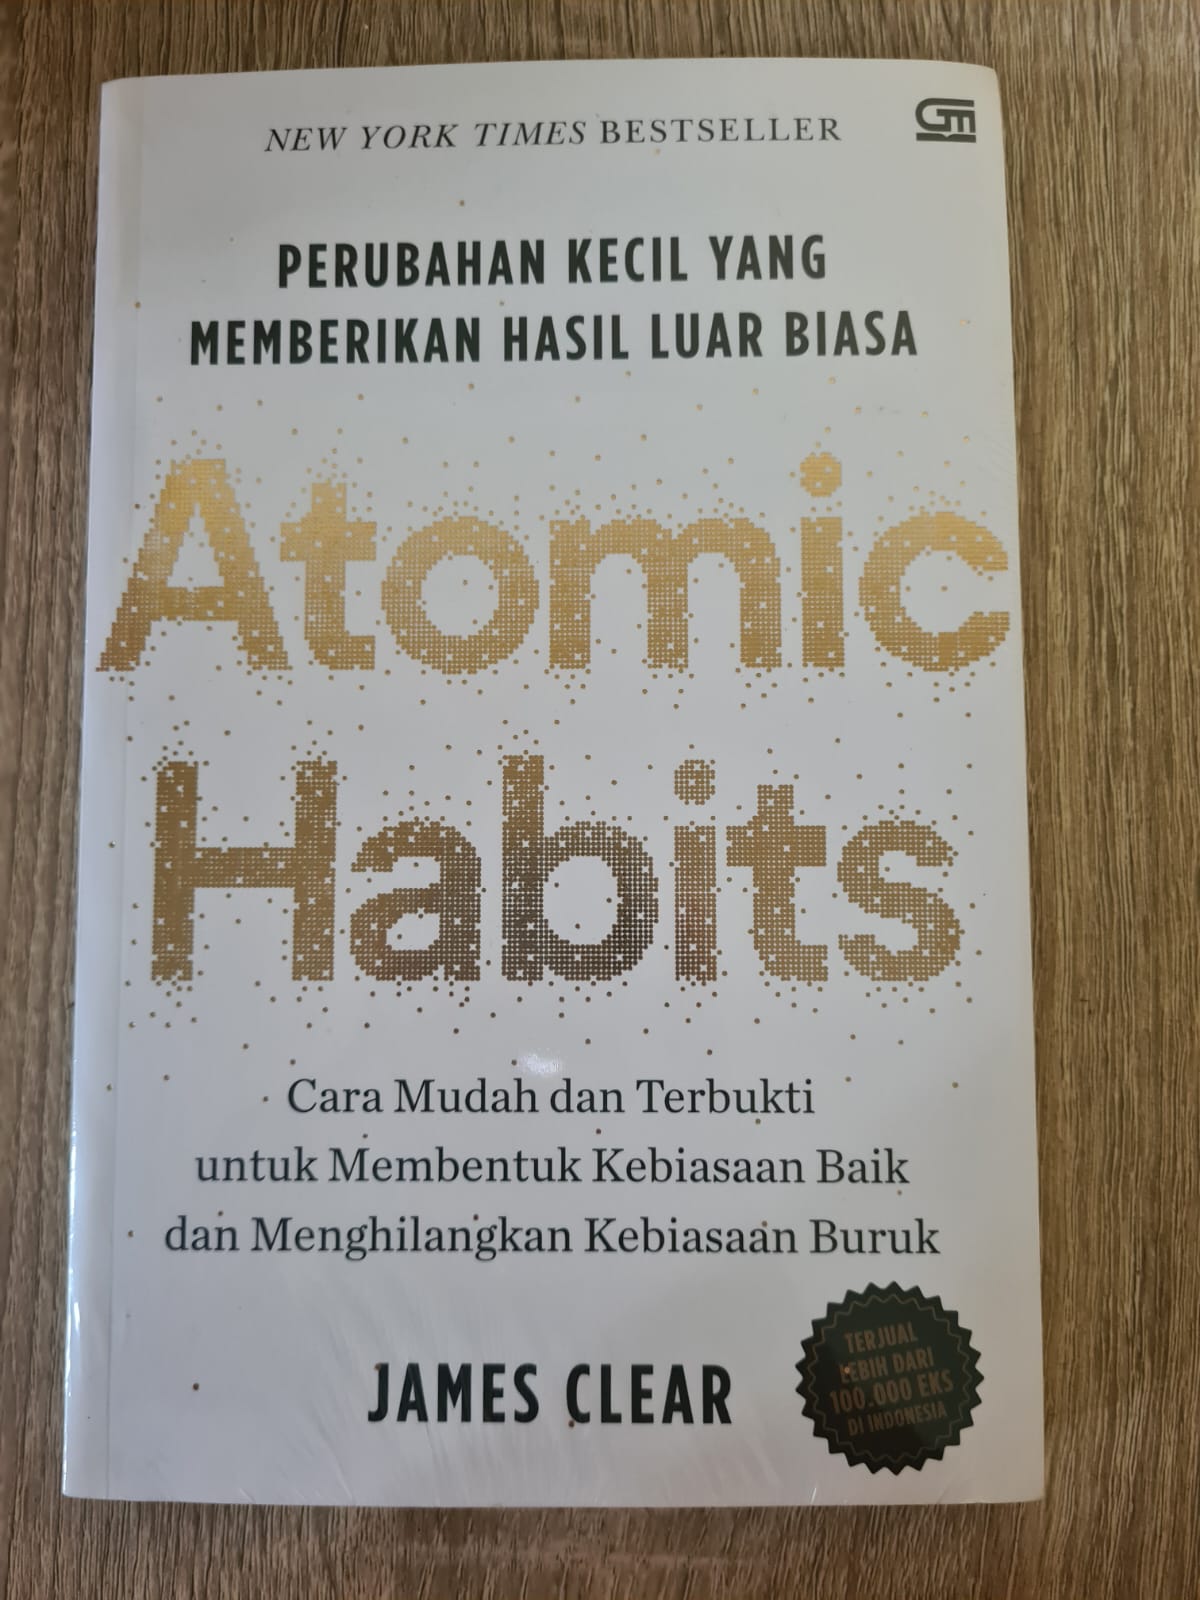 NEW YORK TIMES BESTSELLER
GM
PERUBAHAN KECIL YANG
MEMBERIKAN HASIL LUAR BIASA
Atomic
Habits
Cara Mudah dan Terbukti
untuk Membentuk Kebiasaan Baik
dan Menghilangkan Kebiasaan Buruk
JAMES CLEAR
TERJUAL
LEBIH DARI
100.000 EKS
DI INDONESIA